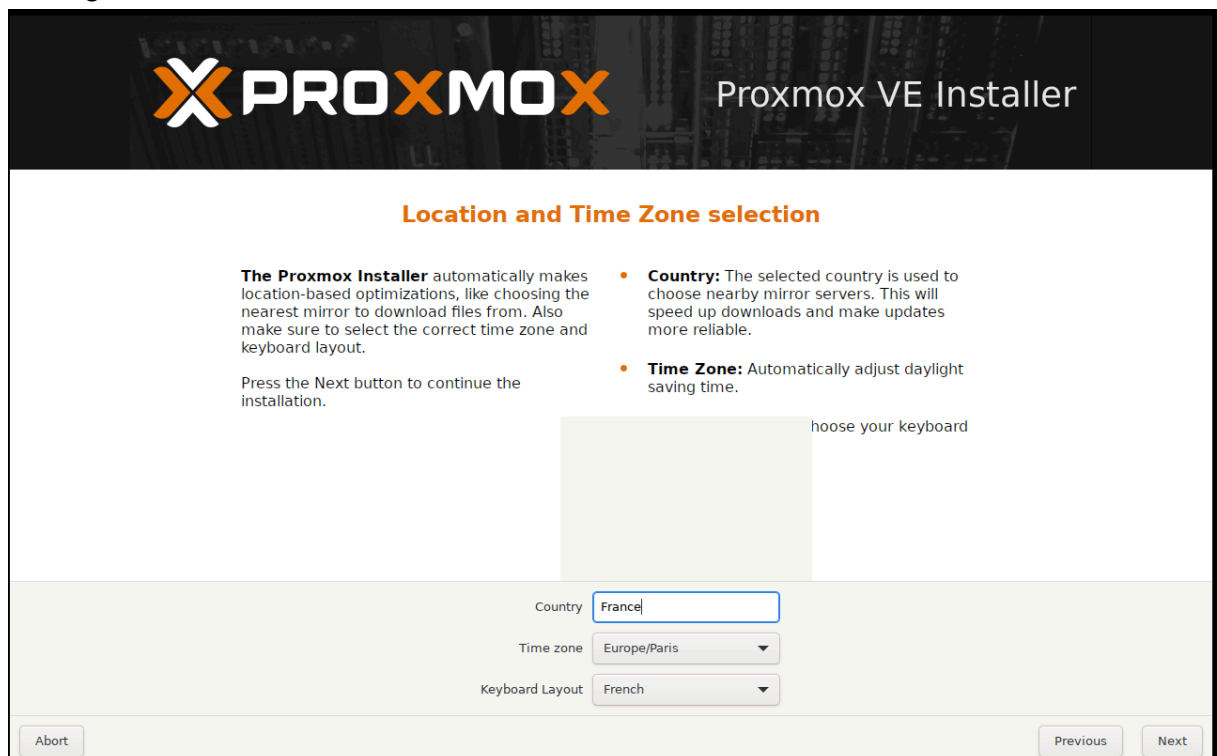 PROXMOX
Proxmox VE Installer
Location and Time Zone selection
The Proxmox Installer automatically makes
location-based optimizations, like choosing the
nearest mirror to download files from. Also
make sure to select the correct time zone and
keyboard layout.
Press the Next button to continue the
installation.
Country: The selected country is used to
choose nearby mirror servers. This will
speed up downloads and make updates
more reliable.
Time Zone: Automatically adjust daylight
saving time.
hoose your keyboard
Country France
Time zone Europe/Paris
Keyboard Layout French
Abort Previous Next